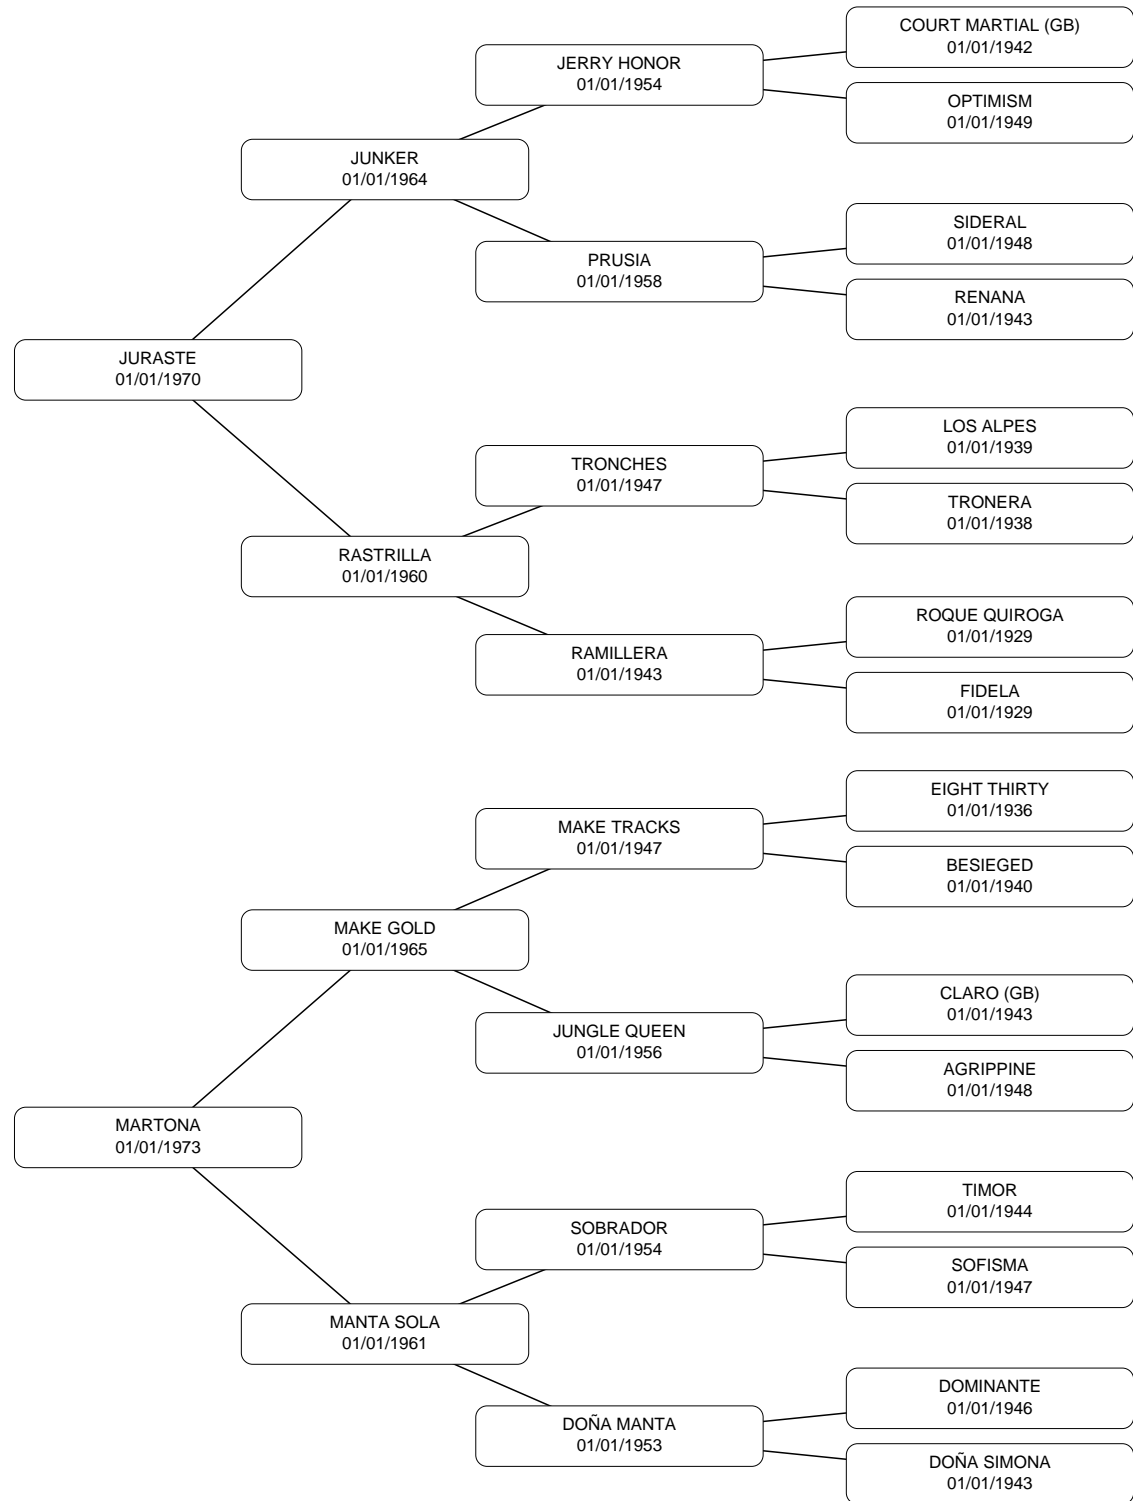 COURT MARTIAL (GB)
01/01/1942
JERRY HONOR
01/01/1954
OPTIMISM
01/01/1949
JUNKER
01/01/1964
SIDERAL
01/01/1948
PRUSIA
01/01/1958
RENANA
01/01/1943
JURASTE
01/01/1970
LOS ALPES
01/01/1939
TRONCHES
01/01/1947
TRONERA
01/01/1938
RASTRILLA
01/01/1960
ROQUE QUIROGA
01/01/1929
RAMILLERA
01/01/1943
FIDELA
01/01/1929
EIGHT THIRTY
01/01/1936
MAKE TRACKS
01/01/1947
BESIEGED
01/01/1940
MAKE GOLD
01/01/1965
CLARO (GB)
01/01/1943
JUNGLE QUEEN
01/01/1956
AGRIPPINE
01/01/1948
MARTONA
01/01/1973
TIMOR
01/01/1944
SOBRADOR
01/01/1954
SOFISMA
01/01/1947
MANTA SOLA
01/01/1961
DOMINANTE
01/01/1946
DOÑA MANTA
01/01/1953
DOÑA SIMONA
01/01/1943